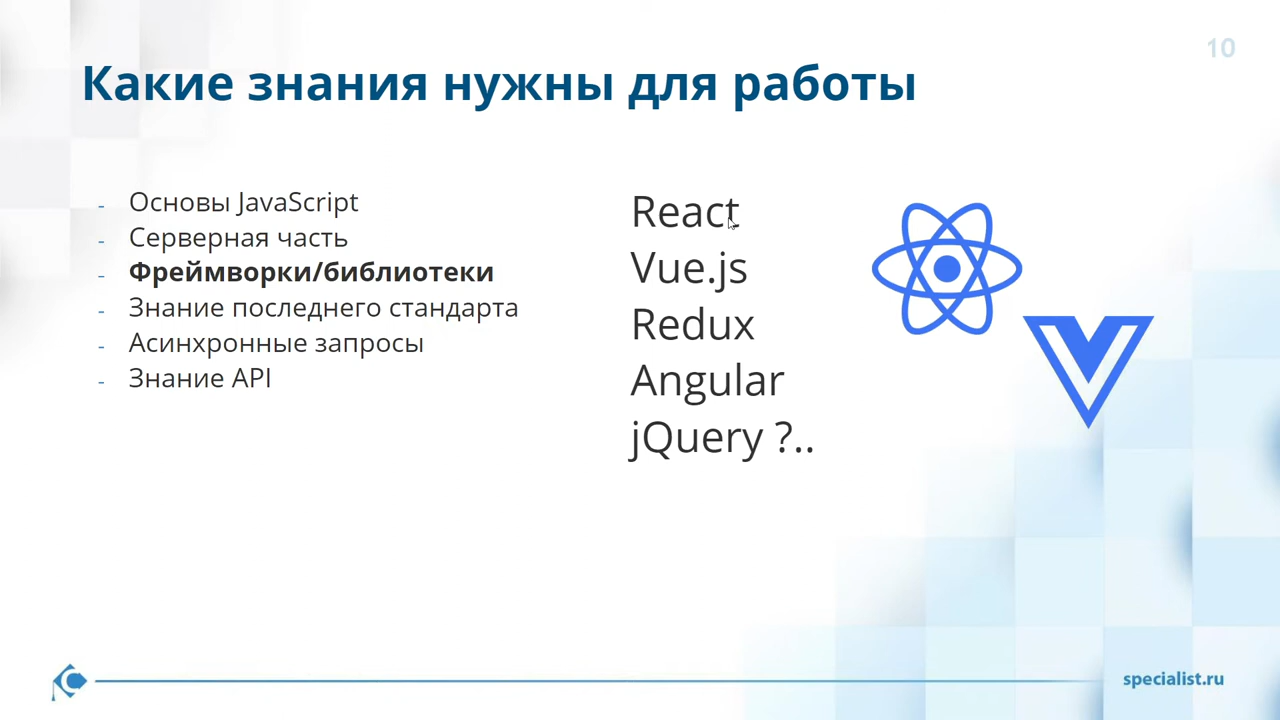 10
Какие знания нужны для работы
- Основы JavaScript
- Серверная часть
- Фреймворки/библиотеки
- Знание последнего стандарта
- Асинхронные запросы
- Знание API
React
Vue.js
Redux
Angular
jQuery ?..
specialist.ru